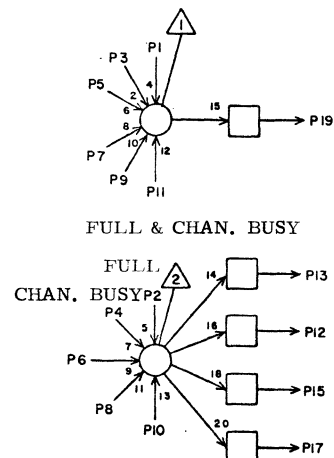 1
P3 P1
P5 2 4
6
8 15 P19
P7 10 12
P9
P11
FULL & CHAN. BUSY
FULL 2 14 P13
CHAN. BUSY P2
P4 5 16 P12
7
P6 9 18 P15
11 13
P8 20
P10 P17